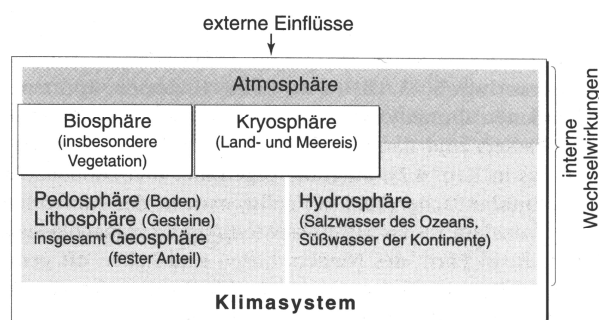 externe Einflüsse
Atmosphäre
Biosphäre
(insbesondere
Vegetation)
Kryosphäre
(Land- und Meereis)
Pedosphäre (Boden)
Lithosphäre (Gesteine)
insgesamt Geosphäre
(fester Anteil)
Hydrosphäre
(Salzwasser des Ozeans,
Süßwasser der Kontinente)
Klimasystem
interne
Wechselwirkungen